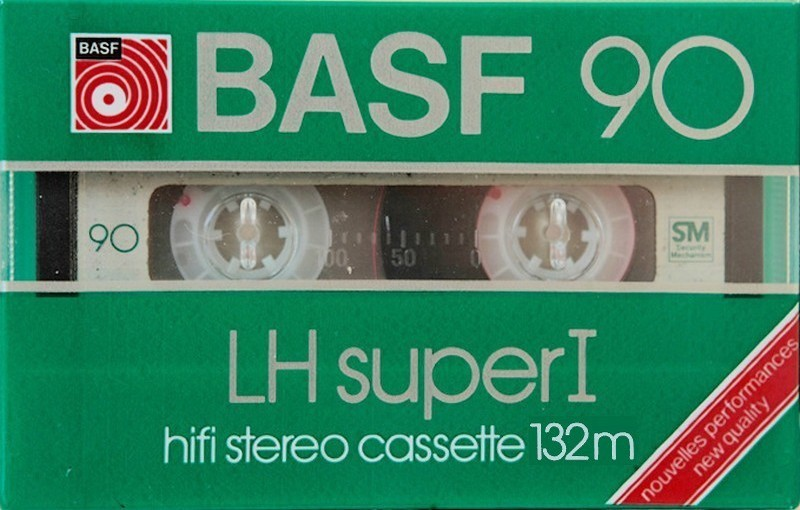 BASF
BASF 90
90
100 50 0
SM
Security
Mechanism
LH superI
hifi stereo cassette 132m
nouvelles performances
new quality